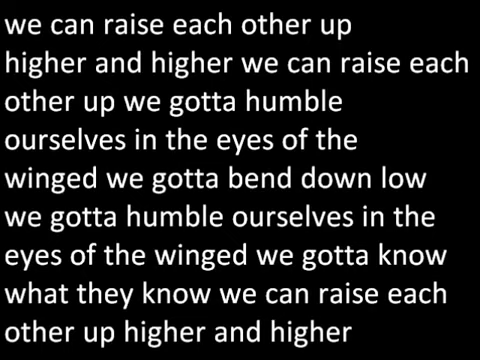 we can raise each other up
higher and higher we can raise each
other up we gotta humble
ourselves in the eyes of the
winged we gotta bend down low
we gotta humble ourselves in the
eyes of the winged we gotta know
what they know we can raise each
other up higher and higher